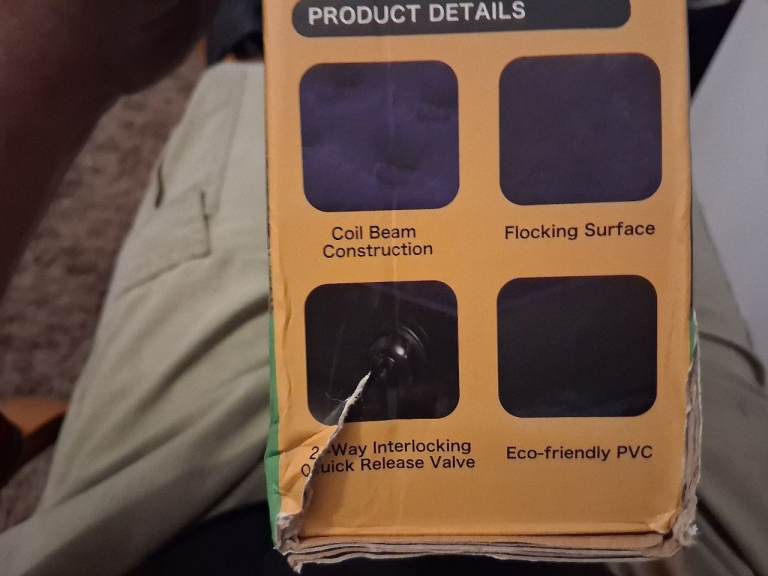 PRODUCT DETAILS
Coil Beam
Construction
Flocking Surface
2-Way Interlocking
Quick Release Valve
Eco-friendly PVC